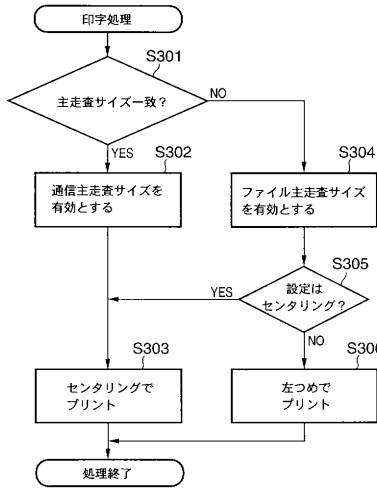 印字処理
S301
主走査サイズ一致？
NO
YES
S302
通信主走査サイズを
有効とする
S304
ファイル主走査サイズ
を有効とする
S305
設定は
センタリング？
YES
NO
S303
センタリングで
プリント
S306
左つめで
プリント
処理終了